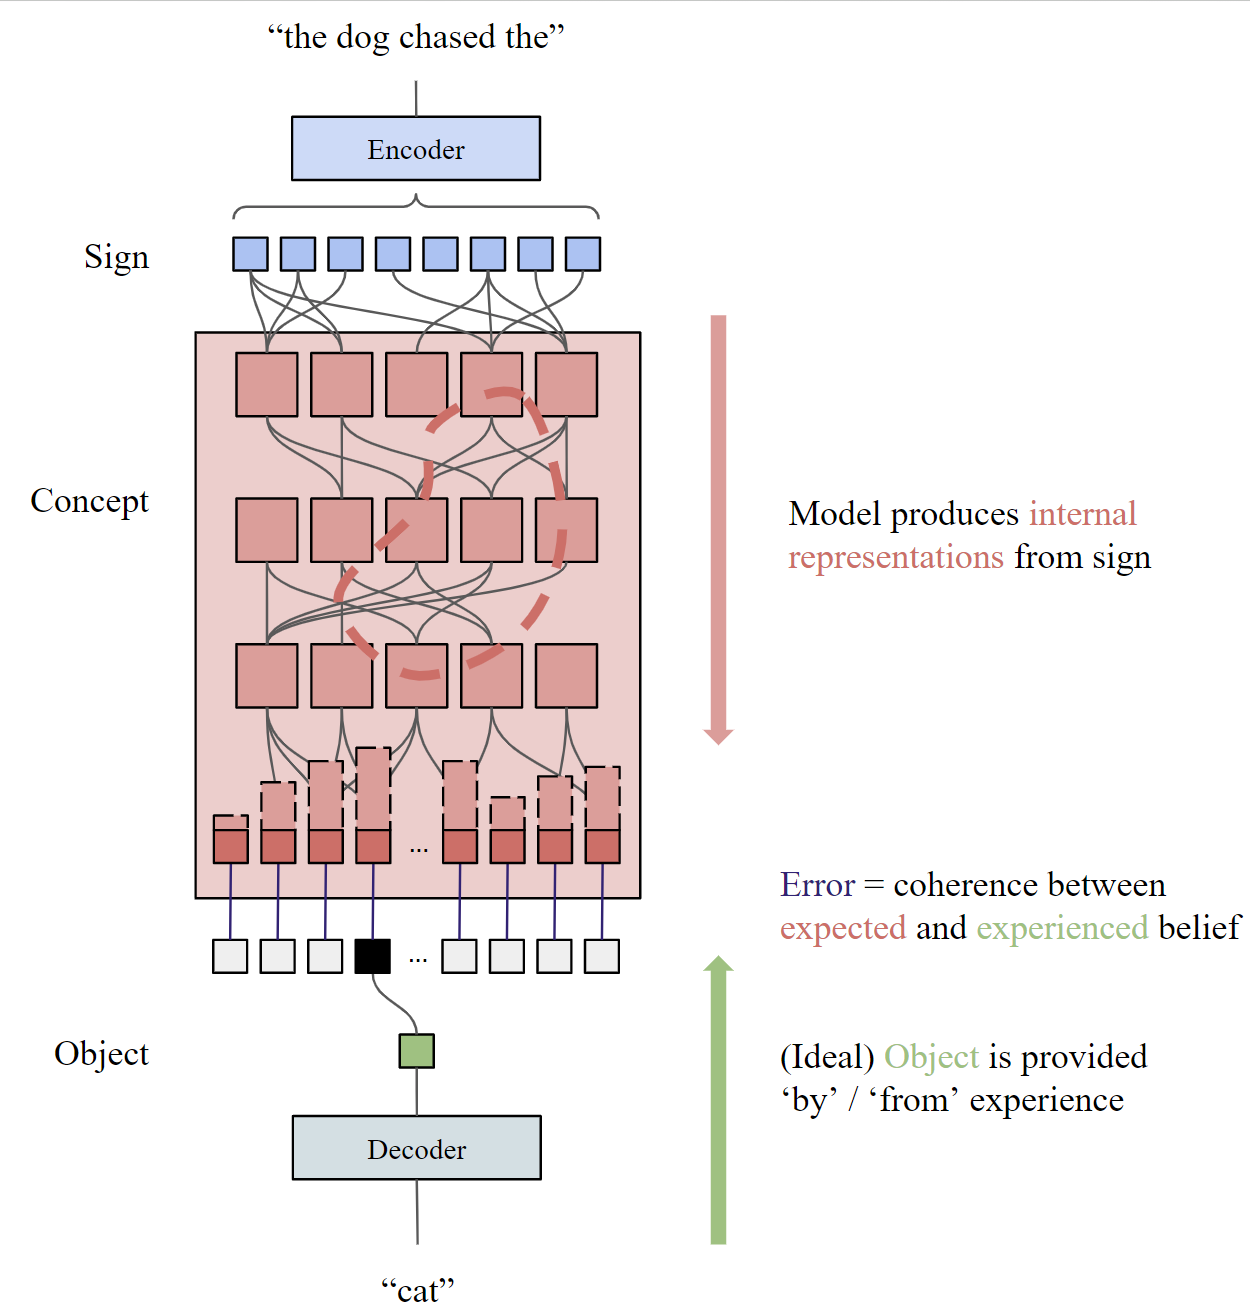 “the dog chased the”
Encoder
Sign
Concept
Model produces internal
representations from sign
...
Error = coherence between
expected and experienced belief
...
Object
(Ideal) Object is provided
‘by’ / ‘from’ experience
Decoder
“cat”